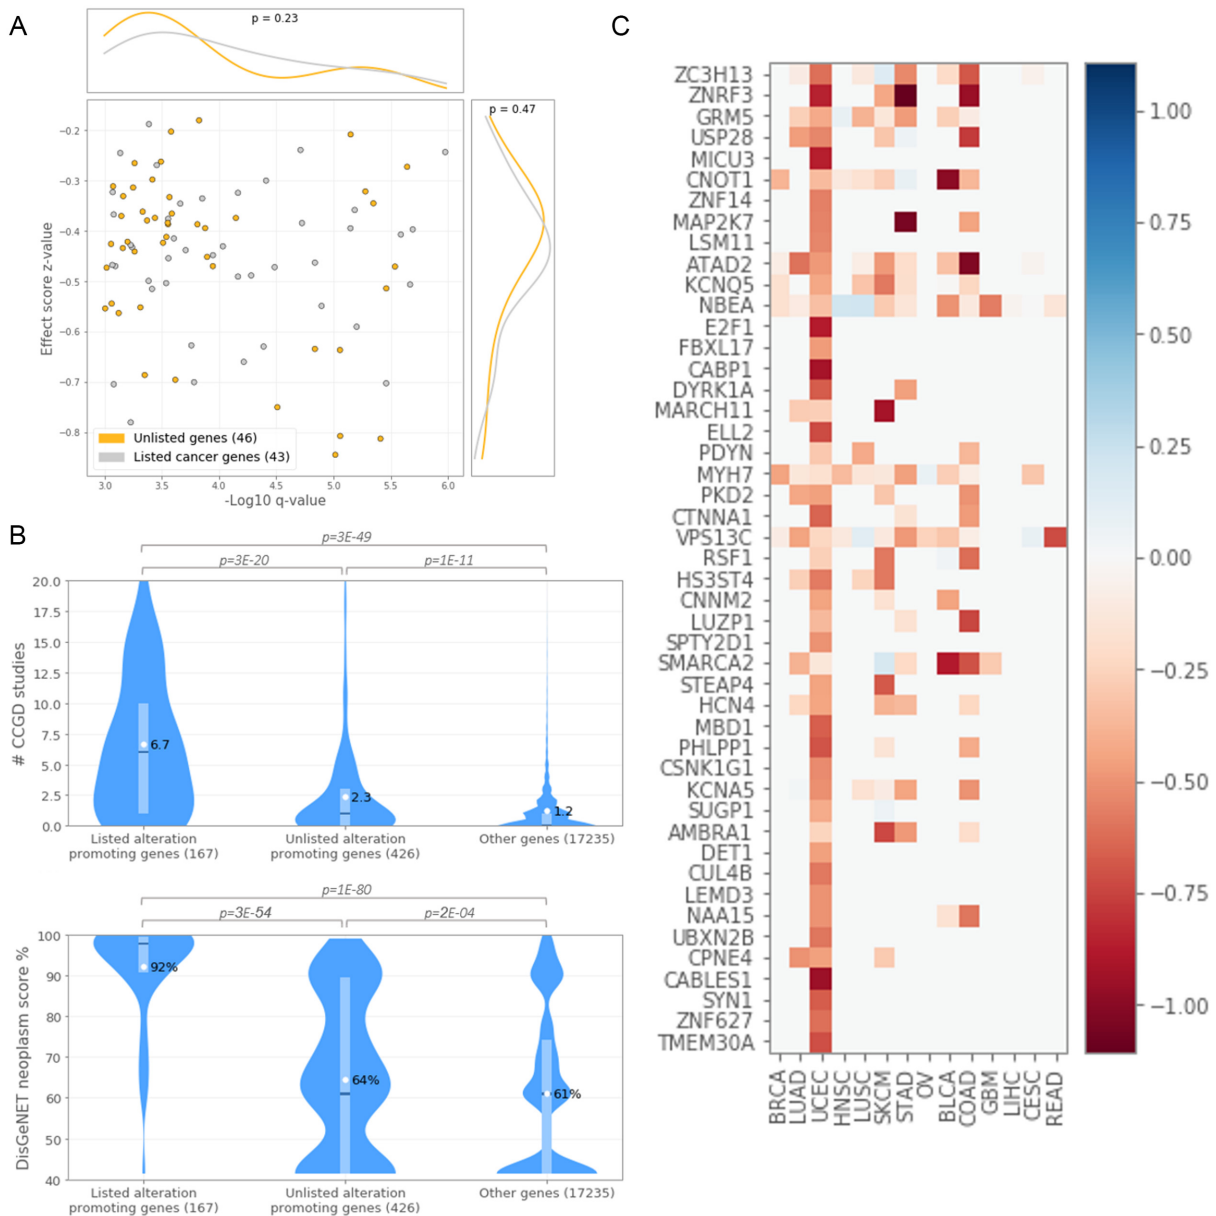 A
p = 0.23
p = 0.47
−0.2
−0.3
−0.4
−0.5
−0.6
−0.7
−0.8
Effect score z-value
Unlisted genes (46)
Listed cancer genes (43)
3.0 3.5 4.0 4.5 5.0 5.5 6.0
-Log10 q-value
B
p=3E-49
p=3E-20 p=1E-11
20.0
17.5
15.0
12.5
10.0
7.5
5.0
2.5
0.0
# CCGD studies
6.7
2.3
1.2
Listed alteration
promoting genes (167)
Unlisted alteration
promoting genes (426)
Other genes (17235)
p=1E-80
p=3E-54 p=2E-04
100
90
80
70
60
50
40
DisGeNET neoplasm score %
92%
64%
61%
Listed alteration
promoting genes (167)
Unlisted alteration
promoting genes (426)
Other genes (17235)
C
ZC3H13
ZNRF3
GRM5
USP28
MICU3
CNOT1
ZNF14
MAP2K7
LSM11
ATAD2
KCNQ5
NBEA
E2F1
FBXL17
CABP1
DYRK1A
MARCH11
ELL2
PDYN
MYH7
PKD2
CTNNA1
VPS13C
RSF1
HS3ST4
CNNM2
LUZP1
SPTY2D1
SMARCA2
STEAP4
HCN4
MBD1
PHLPP1
CSNK1G1
KCNA5
SUGP1
AMBRA1
DET1
CUL4B
LEMD3
NAA15
UBXN2B
CPNE4
CABLES1
SYN1
ZNF627
TMEM30A
BRCA
LUAD
UCEC
HNSC
LUSC
SKCM
STAD
OV
BLCA
COAD
GBM
LIHC
CESC
READ
1.00
0.75
0.50
0.25
0.00
−0.25
−0.50
−0.75
−1.00